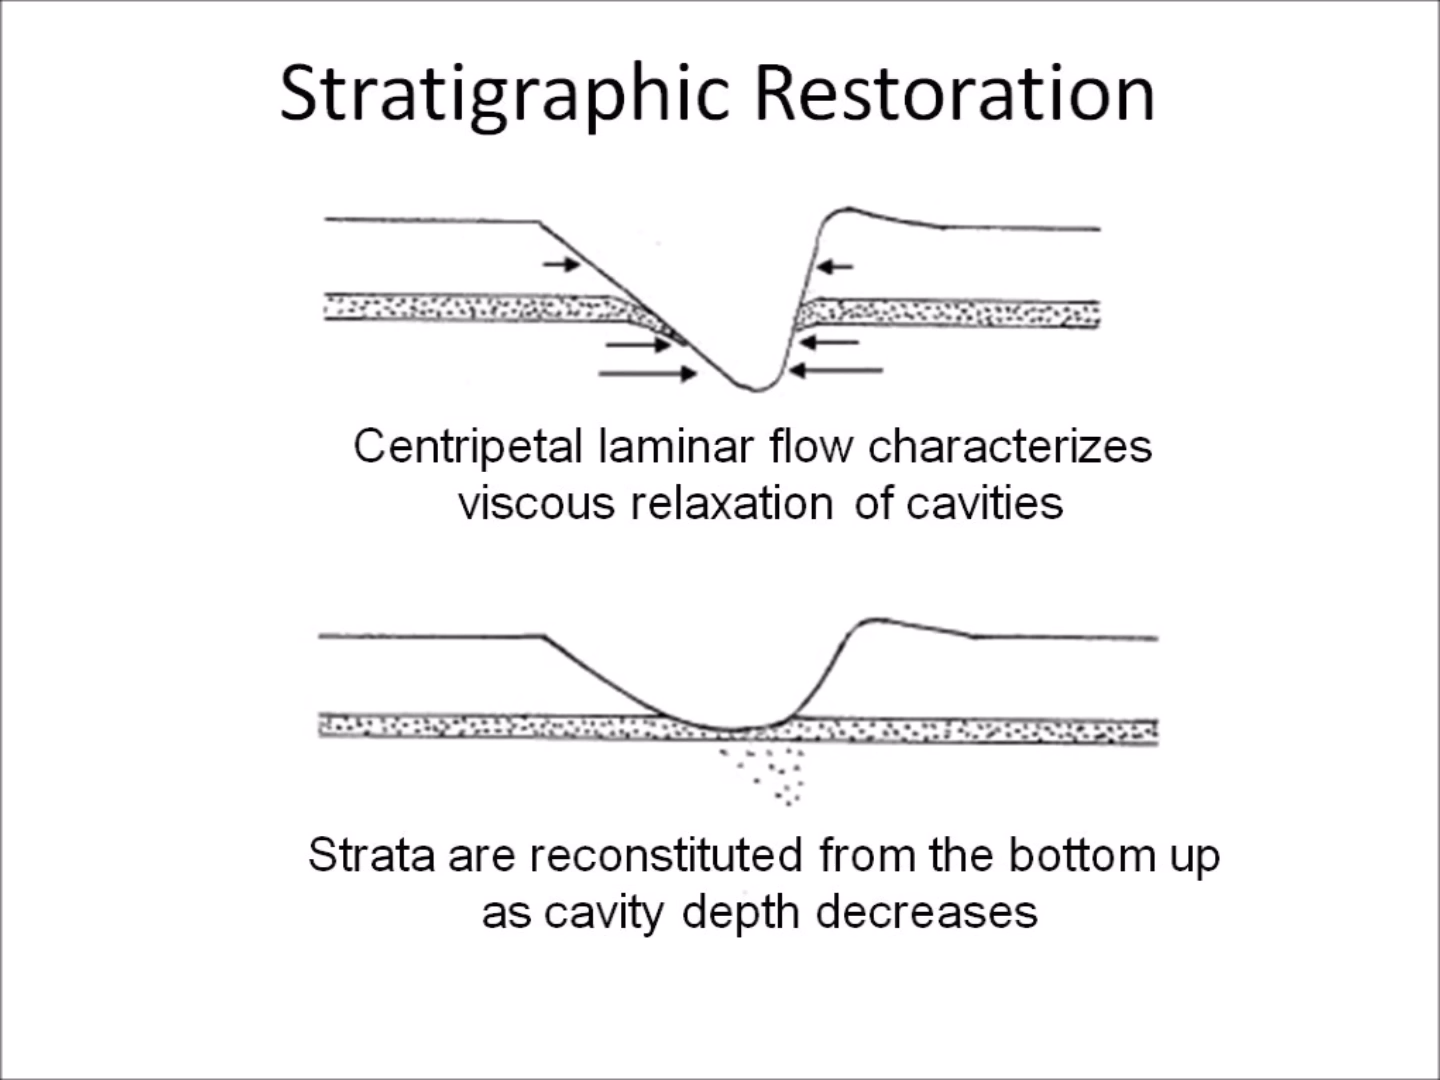 Stratigraphic Restoration
Centripetal laminar flow characterizes
viscous relaxation of cavities
Strata are reconstituted from the bottom up
as cavity depth decreases